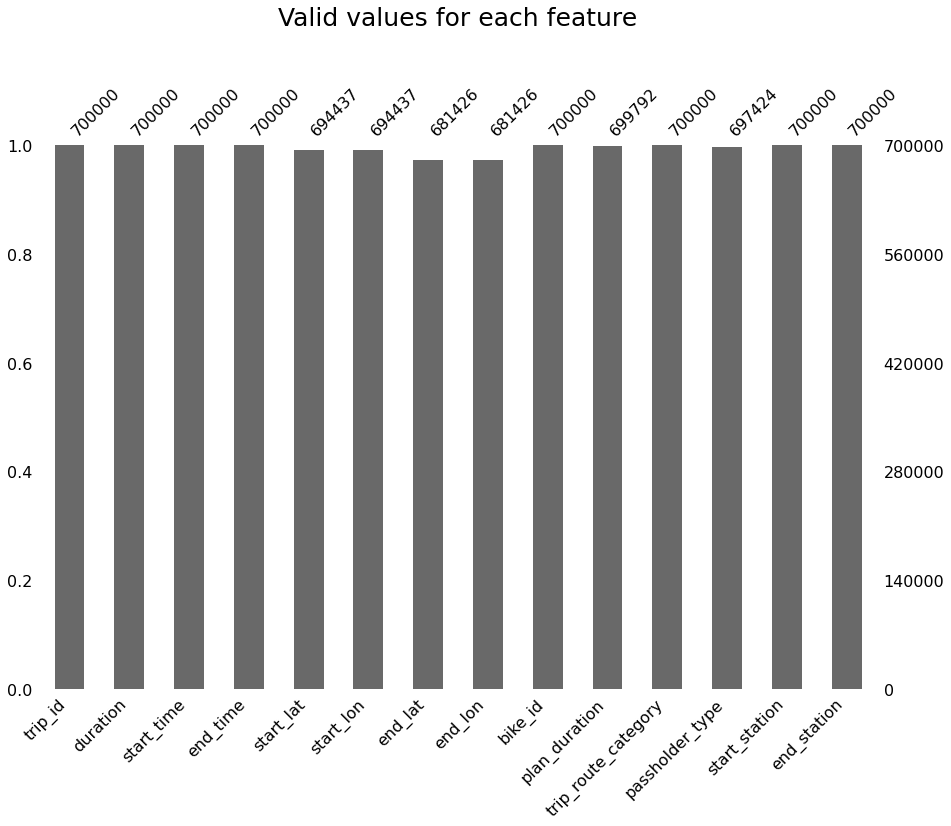 Valid values for each feature
700000
700000
700000
700000
694437
694437
681426
681426
700000
699792
700000
697424
700000
700000
1.0
0.8
0.6
0.4
0.2
0.0
700000
560000
420000
280000
140000
0
trip_id
duration
start_time
end_time
start_lat
start_lon
end_lat
end_lon
bike_id
plan_duration
trip_route_category
passholder_type
start_station
end_station